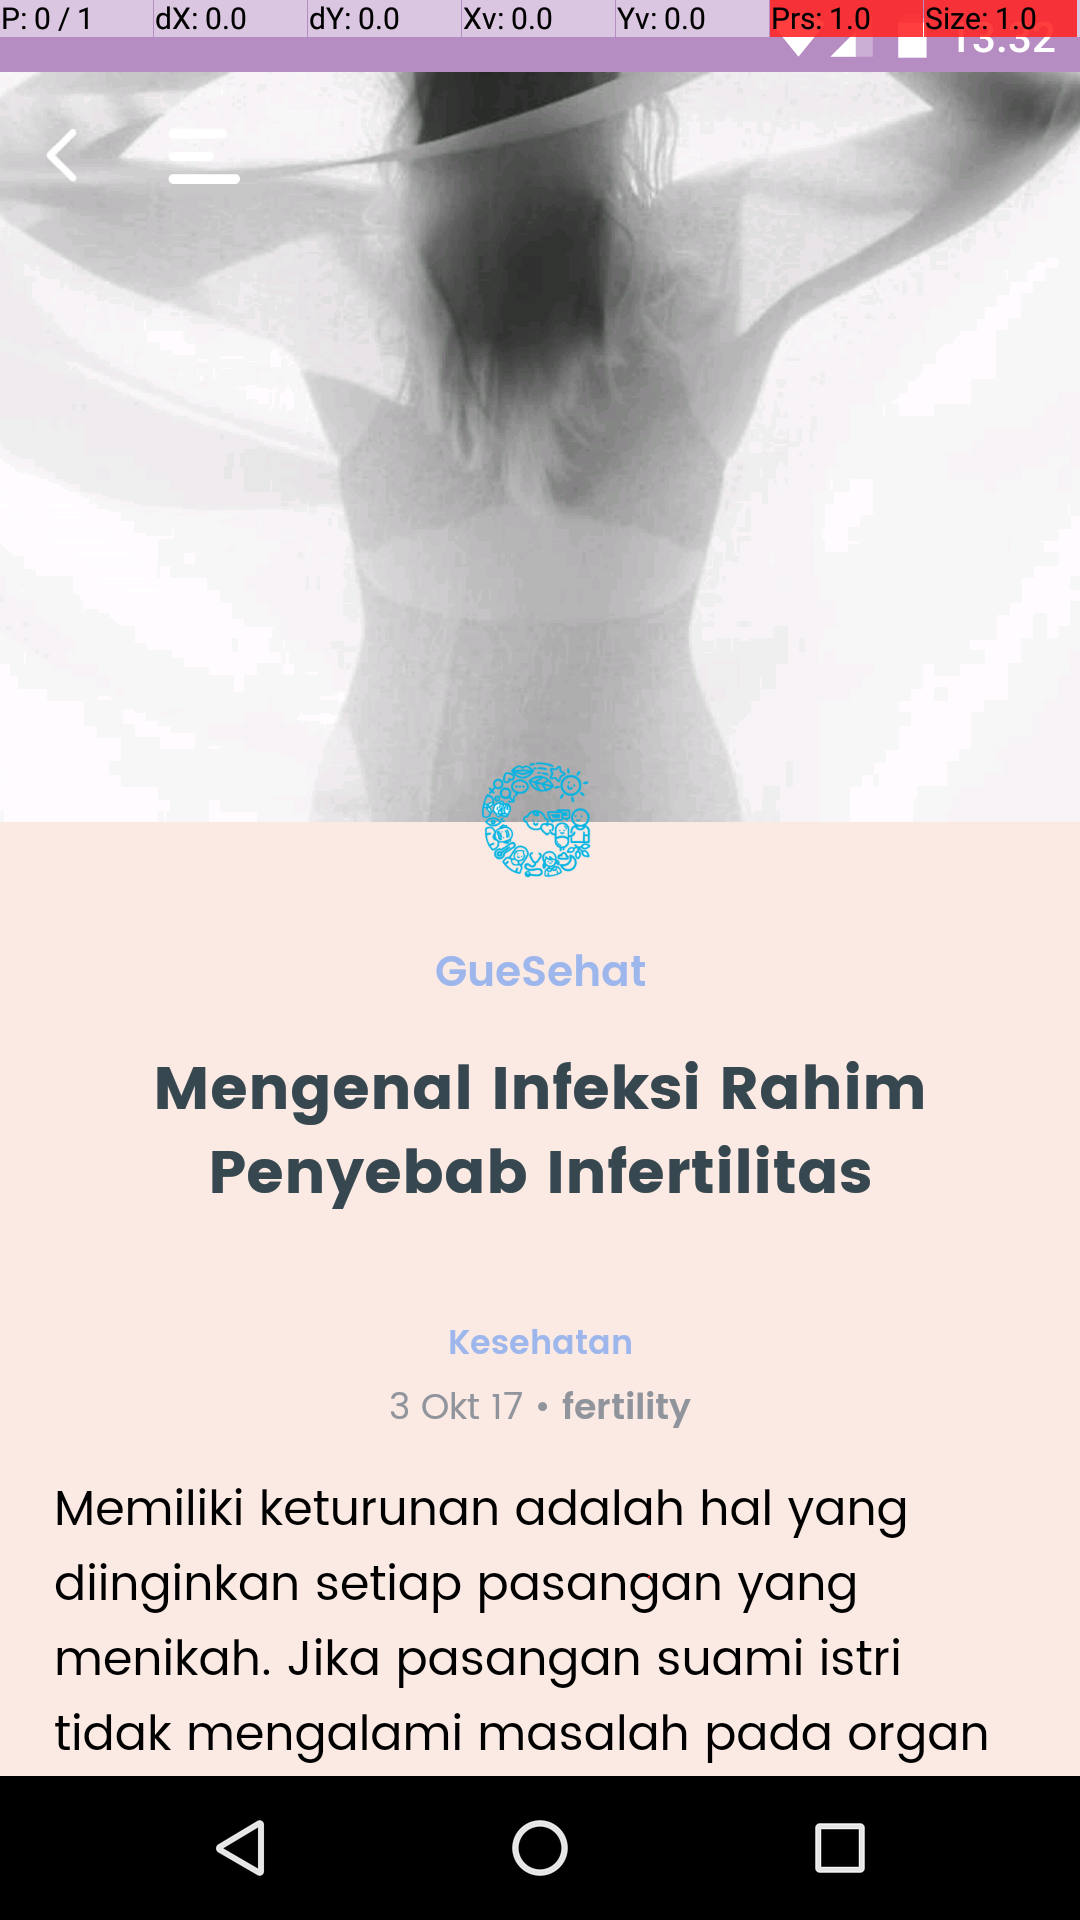 P: 0 / 1 dX: 0.0 dY: 0.0 Xv: 0.0 Yv: 0.0 Prs: 1.0 Size: 1.0
13:32
GueSehat
Mengenal Infeksi Rahim
Penyebab Infertilitas
Kesehatan
3 Okt 17 • fertility
Memiliki keturunan adalah hal yang
diinginkan setiap pasangan yang
menikah. Jika pasangan suami istri
tidak mengalami masalah pada organ